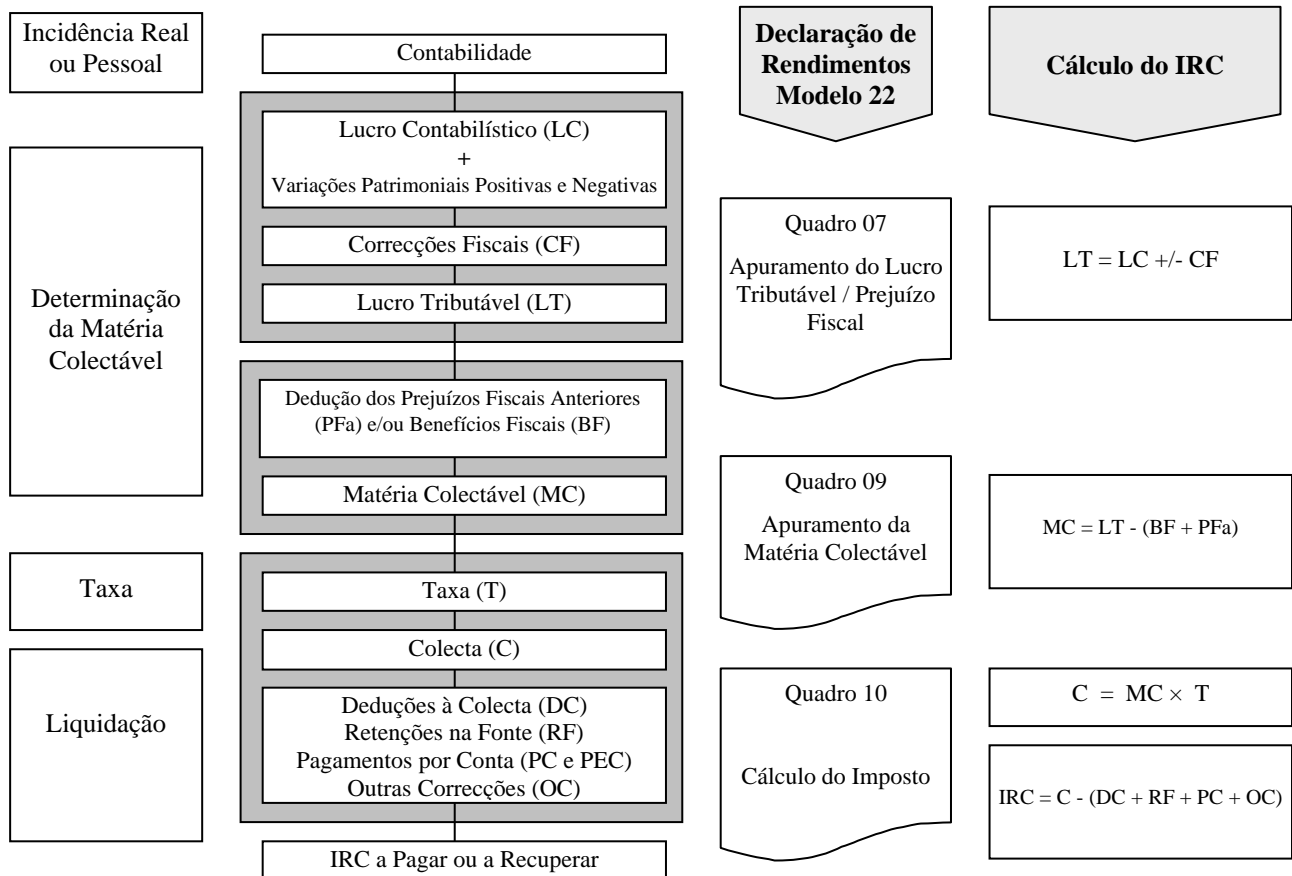 Incidência Real
ou Pessoal
Determinação
da Matéria
Colectável
Taxa
Liquidação
Contabilidade
Lucro Contabilístico (LC)
+
Variações Patrimoniais Positivas e Negativas
Correcções Fiscais (CF)
Lucro Tributável (LT)
Dedução dos Prejuízos Fiscais Anteriores
(PFa) e/ou Benefícios Fiscais (BF)
Matéria Colectável (MC)
Taxa (T)
Colecta (C)
Deduções à Colecta (DC)
Retenções na Fonte (RF)
Pagamentos por Conta (PC e PEC)
Outras Correcções (OC)
IRC a Pagar ou a Recuperar
Declaração de
Rendimentos
Modelo 22
Quadro 07
Apuramento do Lucro
Tributável / Prejuízo
Fiscal
Quadro 09
Apuramento da
Matéria Colectável
Quadro 10
Cálculo do Imposto
Cálculo do IRC
LT = LC +/- CF
MC = LT - (BF + PFa)
C = MC × T
IRC = C - (DC + RF + PC + OC)